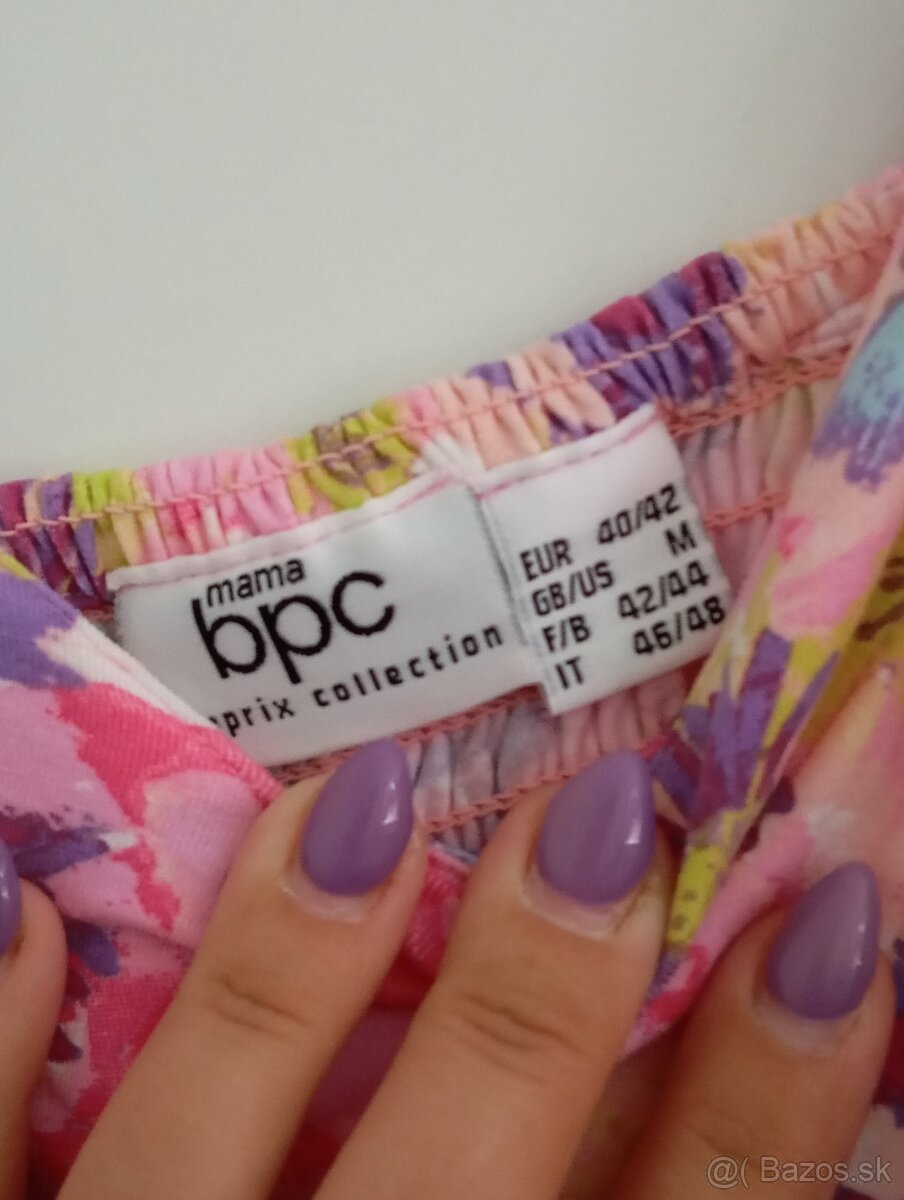 mama
bpc
prix collection
EUR 40/42
GB/US M
F/B 42/44
IT 46/48
@( Bazos.sk